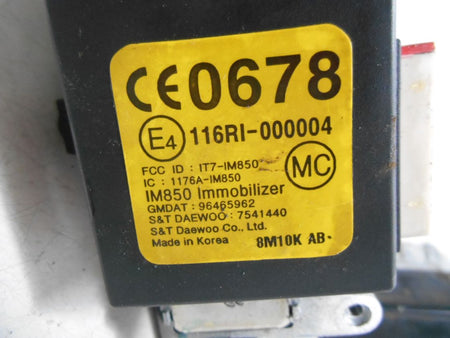 CE0678
E4 116RI-000004
FCC ID : IT7-IM850
IC : 1176A-IM850
MC
IM850 Immobilizer
GMDAT : 96465962
S&T DAEWOO : 7541440
S&T Daewoo Co., Ltd.
Made in Korea 8M10K AB